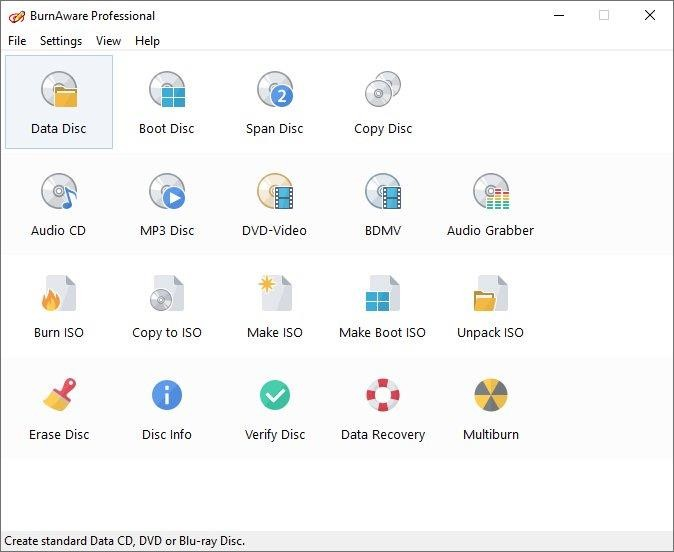 BurnAware Professional
File Settings View Help
Data Disc Boot Disc 2 Span Disc Copy Disc
Audio CD MP3 Disc DVD-Video BDMV Audio Grabber
Burn ISO Copy to ISO Make ISO Make Boot ISO Unpack ISO
Erase Disc Disc Info Verify Disc Data Recovery Multiburn
Create standard Data CD, DVD or Blu-ray Disc.